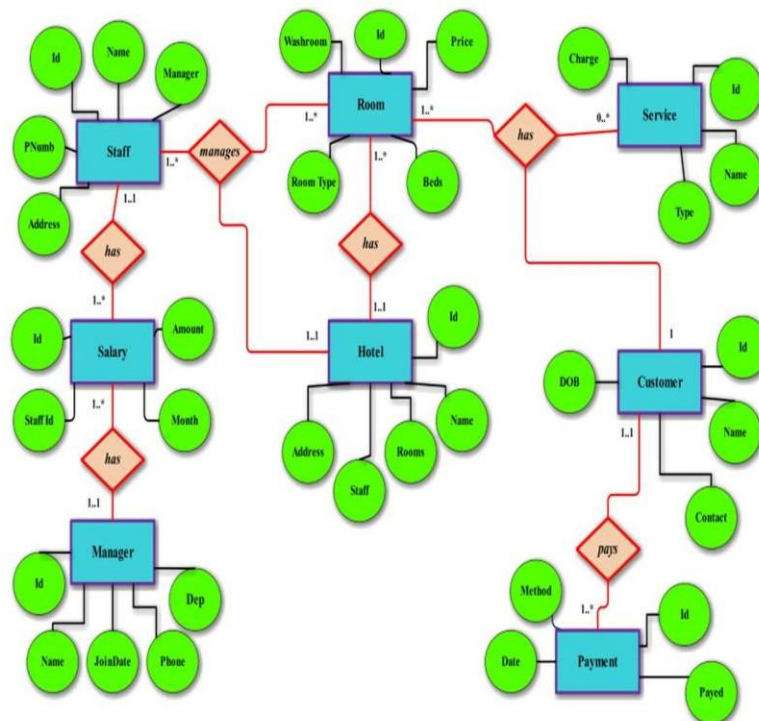 Name
Id
Manager
Staff
PNumb
Address
1..*
1..1
manages
Washroom
Id
Price
Room
1..*
1..*
1..*
Room Type
Beds
has
Charge
Id
Service
0..*
Name
Type
has
has
1..*
Id
Amount
Salary
Staff Id
Month
1..*
has
1..1
1..1
1..1
Hotel
Id
Name
Address
Rooms
Staff
1
Id
DOB
Customer
Name
1..1
Contact
Manager
Id
Dep
Name
JoinDate
Phone
pays
1..*
Method
Id
Date
Payment
Payed